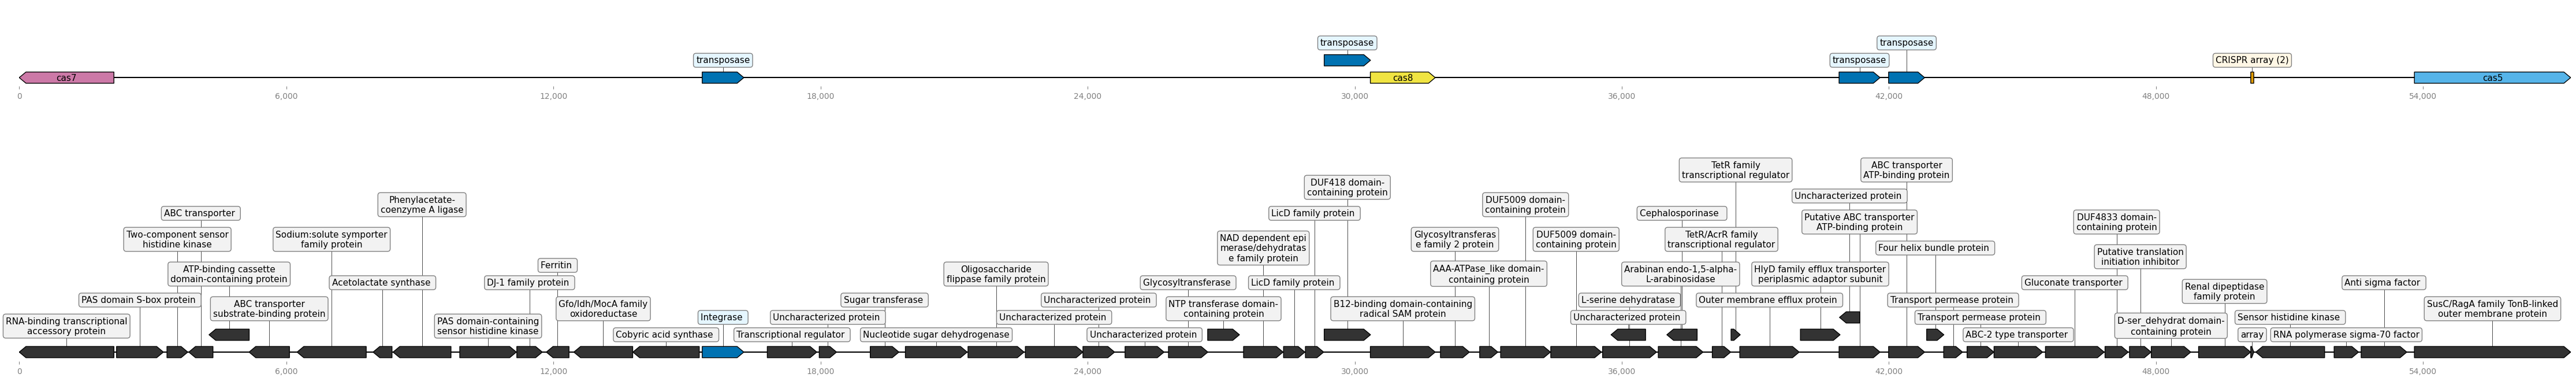 transposase
transposase
transposase
transposase
CRISPR array (2)
cas7
cas8
cas5
0
6,000
12,000
18,000
24,000
30,000
36,000
42,000
48,000
54,000
TetR family
transcriptional regulator
ABC transporter
ATP-binding protein
DUF418 domain-
containing protein
Uncharacterized protein
Phenylacetate-
coenzyme A ligase
DUF5009 domain-
containing protein
ABC transporter
LicD family protein
Cephalosporinase
Putative ABC transporter
ATP-binding protein
DUF4833 domain-
containing protein
Two-component sensor
histidine kinase
Sodium:solute symporter
family protein
NAD dependent epi
merase/dehydratas
e family protein
Glycosyltransferas
e family 2 protein
DUF5009 domain-
containing protein
TetR/AcrR family
transcriptional regulator
Four helix bundle protein
Putative translation
initiation inhibitor
ATP-binding cassette
domain-containing protein
Ferritin
Oligosaccharide
flippase family protein
AAA-ATPase_like domain-
containing protein
Arabinan endo-1,5-alpha-
L-arabinosidase
HlyD family efflux transporter
periplasmic adaptor subunit
Acetolactate synthase
DJ-1 family protein
Glycosyltransferase
LicD family protein
Gluconate transporter
Renal dipeptidase
family protein
Anti sigma factor
PAS domain S-box protein
ABC transporter
substrate-binding protein
Gfo/Idh/MocA family
oxidoreductase
Sugar transferase
Uncharacterized protein
NTP transferase domain-
containing protein
B12-binding domain-containing
radical SAM protein
L-serine dehydratase
Outer membrane efflux protein
Transport permease protein
SusC/RagA family TonB-linked
outer membrane protein
RNA-binding transcriptional
accessory protein
PAS domain-containing
sensor histidine kinase
Integrase
Uncharacterized protein
Uncharacterized protein
Uncharacterized protein
Transport permease protein
D-ser_dehydrat domain-
containing protein
Sensor histidine kinase
Cobyric acid synthase
Transcriptional regulator
Nucleotide sugar dehydrogenase
Uncharacterized protein
ABC-2 type transporter
array
RNA polymerase sigma-70 factor
0
6,000
12,000
18,000
24,000
30,000
36,000
42,000
48,000
54,000